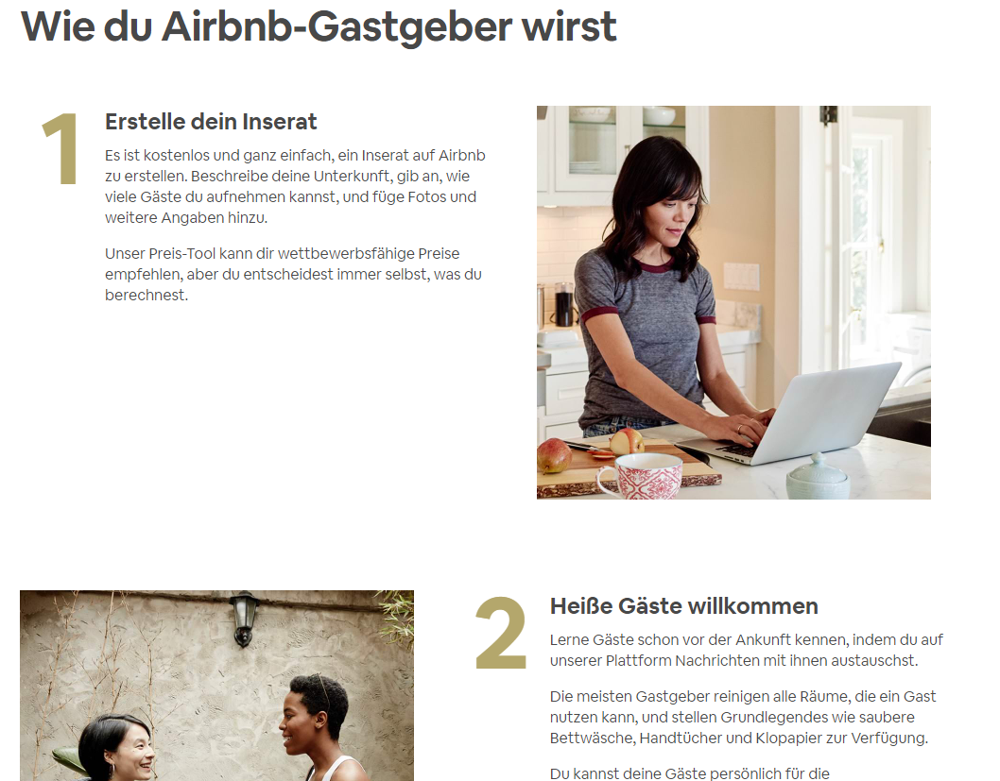 Wie du Airbnb-Gastgeber wirst
1
Erstelle dein Inserat
Es ist kostenlos und ganz einfach, ein Inserat auf Airbnb
zu erstellen. Beschreibe deine Unterkunft, gib an, wie
viele Gäste du aufnehmen kannst, und füge Fotos und
weitere Angaben hinzu.
Unser Preis-Tool kann dir wettbewerbsfähige Preise
empfehlen, aber du entscheidest immer selbst, was du
berechnest.
2
Heiße Gäste willkommen
Lerne Gäste schon vor der Ankunft kennen, indem du auf
unserer Plattform Nachrichten mit ihnen austauschst.
Die meisten Gastgeber reinigen alle Räume, die ein Gast
nutzen kann, und stellen Grundlegendes wie saubere
Bettwäsche, Handtücher und Klopapier zur Verfügung.
Du kannst deine Gäste persönlich für die